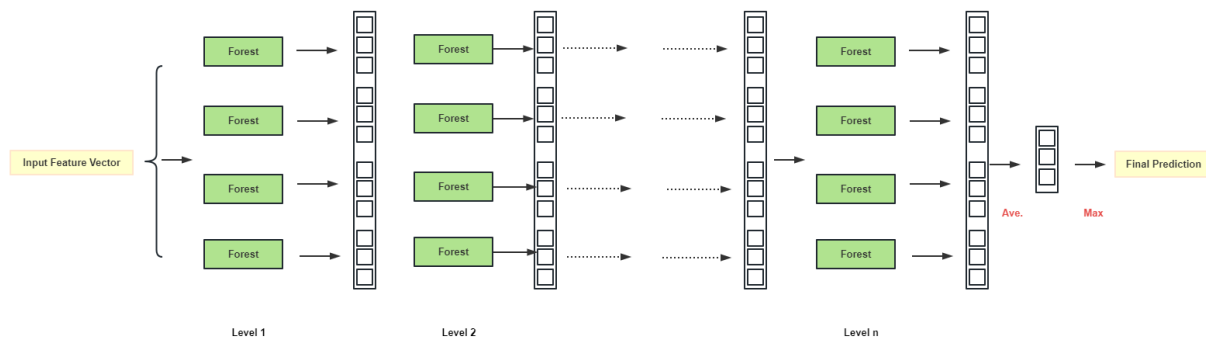 Forest
Forest
Forest
Forest
Forest
Forest
Input Feature Vector
Final Prediction
Forest
Forest
Forest
Ave.
Max
Forest
Forest
Forest
Level 1
Level 2
Level n